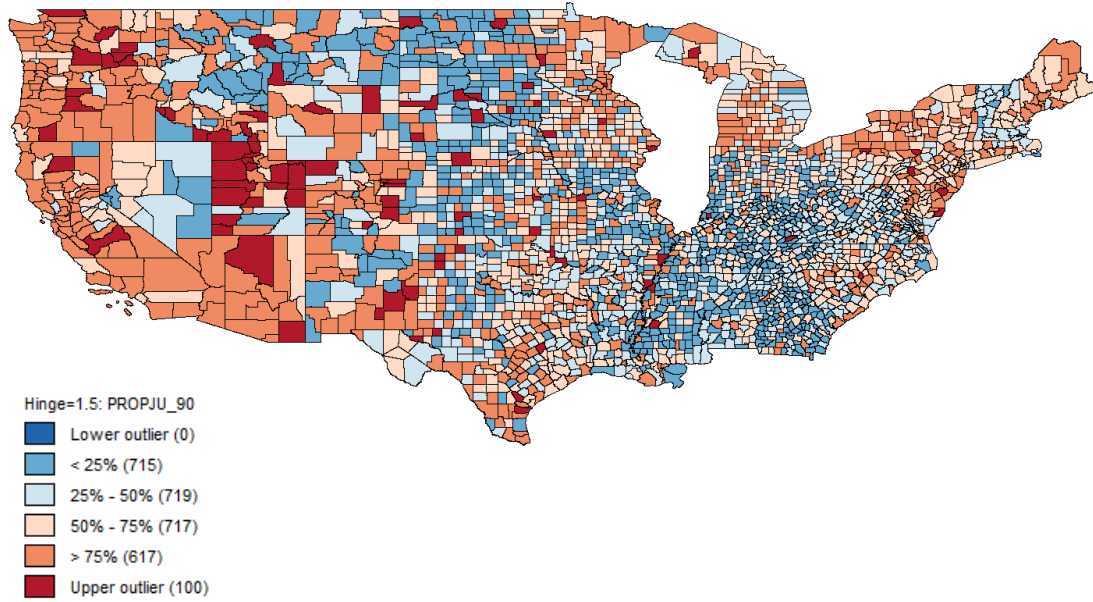 Hinge=1.5: PROPJU_90
Lower outlier (0)
< 25% (715)
25% - 50% (719)
50% - 75% (717)
> 75% (617)
Upper outlier (100)